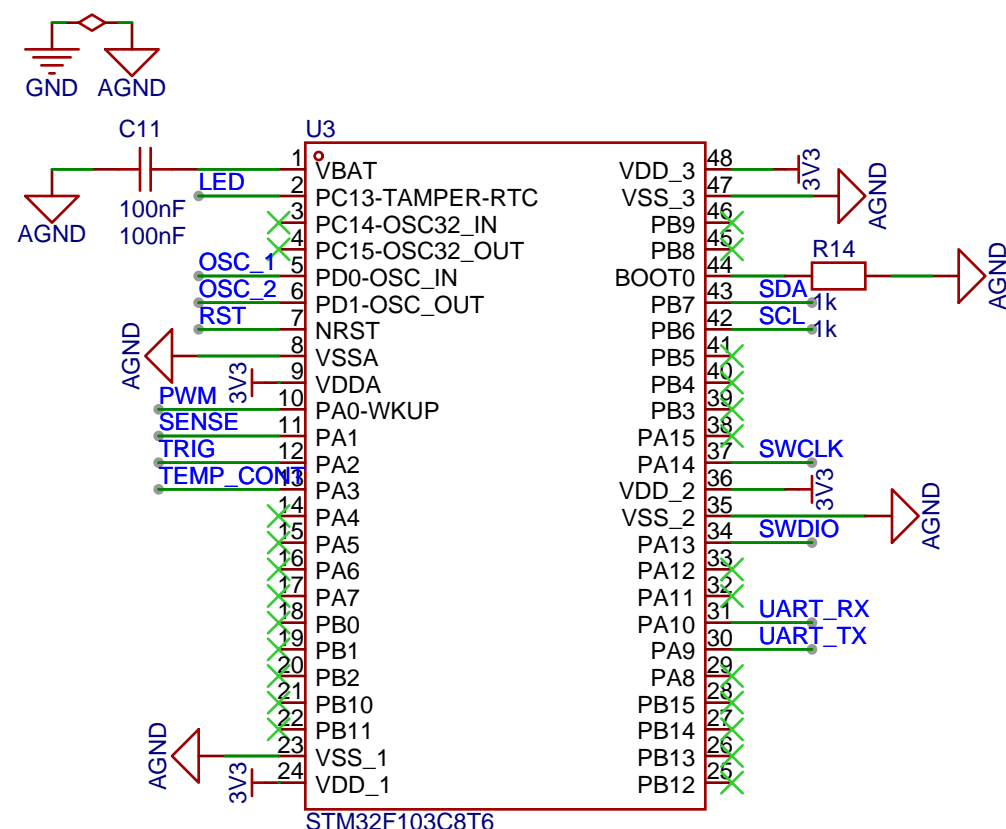 GND AGND
C11
U3
AGND
100nF
100nF
LED
OSC_1
OSC_2
RST
AGND
3V3
PWM
SENSE
TRIG
TEMP_CONT
AGND
3V3
1 VBAT
2 PC13-TAMPER-RTC
3 PC14-OSC32_IN
4 PC15-OSC32_OUT
5 PD0-OSC_IN
6 PD1-OSC_OUT
7 NRST
8 VSSA
9 VDDA
10 PA0-WKUP
11 PA1
12 PA2
13 PA3
14 PA4
15 PA5
16 PA6
17 PA7
18 PB0
19 PB1
20 PB2
21 PB10
22 PB11
23 VSS_1
24 VDD_1
VDD_3 48
VSS_3 47
PB9 46
PB8 45
BOOT0 44
PB7 43
PB6 42
PB5 41
PB4 40
PB3 39
PA15 38
PA14 37
VDD_2 36
VSS_2 35
PA13 34
PA12 33
PA11 32
PA10 31
PA9 30
PA8 29
PB15 28
PB14 27
PB13 26
PB12 25
3V3
AGND
R14
AGND
SDA
1k
SCL
1k
SWCLK
3V3
AGND
SWDIO
UART_RX
UART_TX
STM32F103C8T6